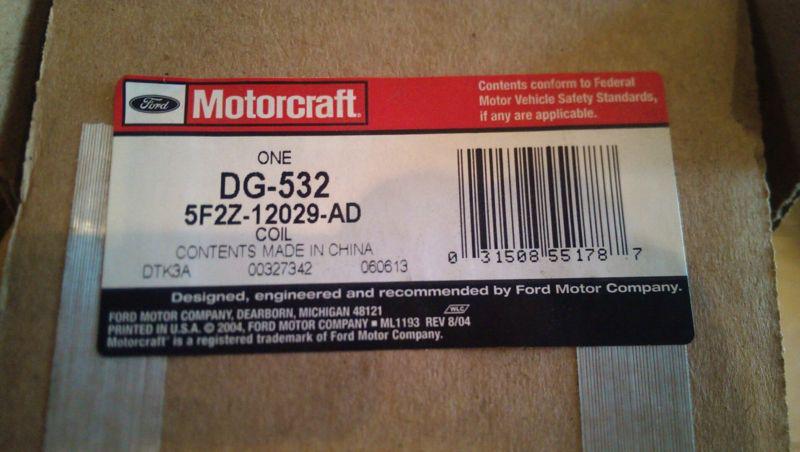 Ford Motorcraft®
Contents conform to Federal
Motor Vehicle Safety Standards,
if any are applicable.
ONE
DG-532
5F2Z-12029-AD
COIL
CONTENTS MADE IN CHINA
DTK3A 00327342 060613
0 31508 55178 7
Designed, engineered and recommended by Ford Motor Company.
FORD MOTOR COMPANY, DEARBORN, MICHIGAN 48121 WLC
PRINTED IN U.S.A. © 2004, FORD MOTOR COMPANY ■ ML1193 REV 8/04
Motorcraft® is a registered trademark of Ford Motor Company.